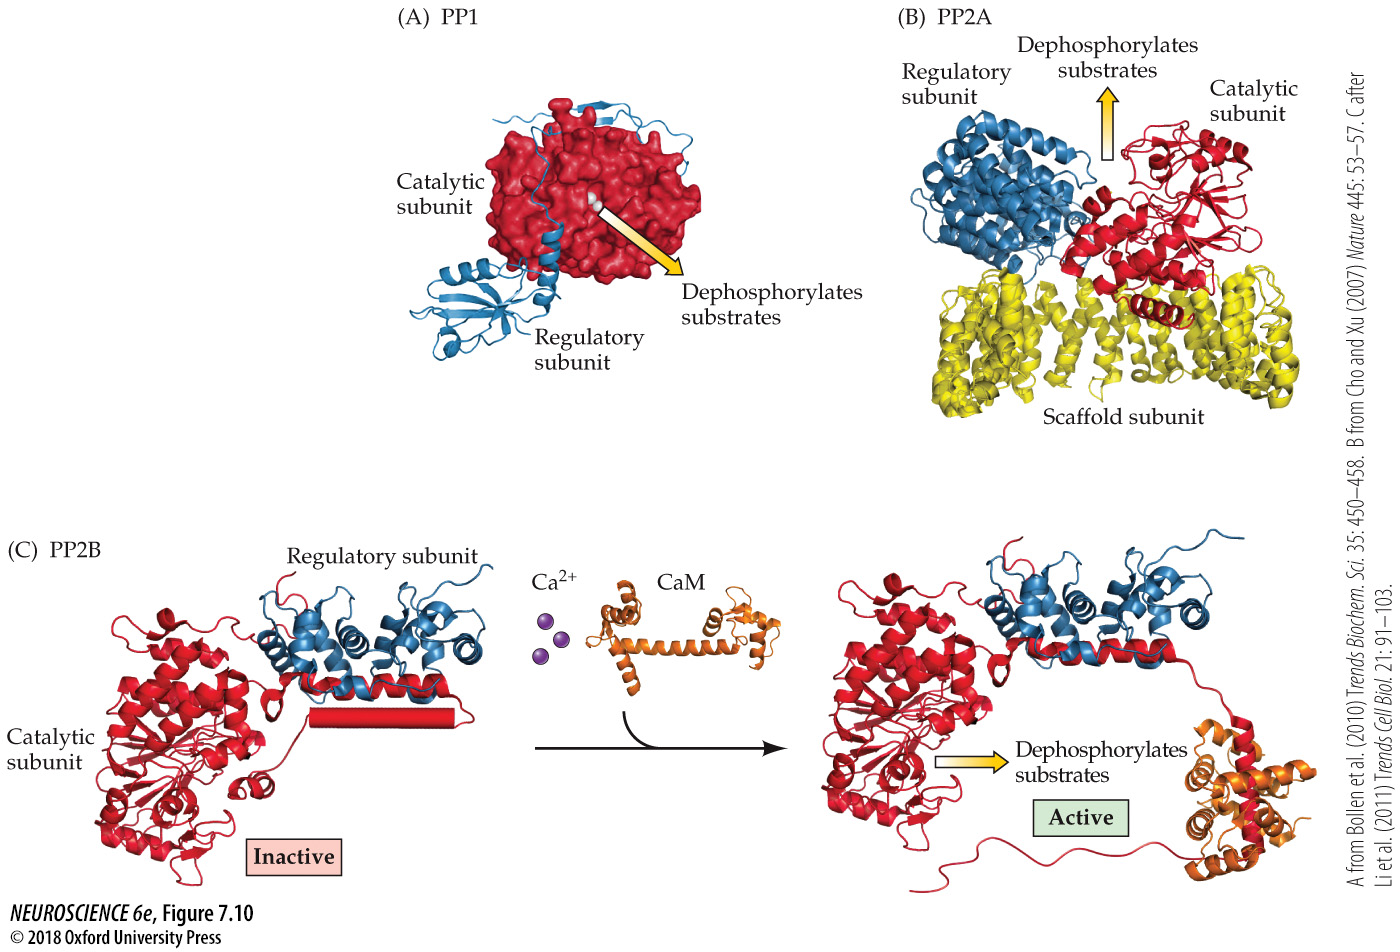 (A) PP1
Catalytic
subunit
Dephosphorylates
substrates
Regulatory
subunit
(B) PP2A
Dephosphorylates
substrates
Regulatory
subunit
Catalytic
subunit
Scaffold subunit
(C) PP2B
Regulatory subunit
Catalytic
subunit
Inactive
Ca2+
CaM
Dephosphorylates
substrates
Active
A from Bollen et al. (2010) Trends Biochem. Sci. 35: 450–458. B from Cho and Xu (2007) Nature 445: 53–57. C after
Li et al. (2011) Trends Cell Biol. 21: 91–103.
NEUROSCIENCE 6e, Figure 7.10
© 2018 Oxford University Press